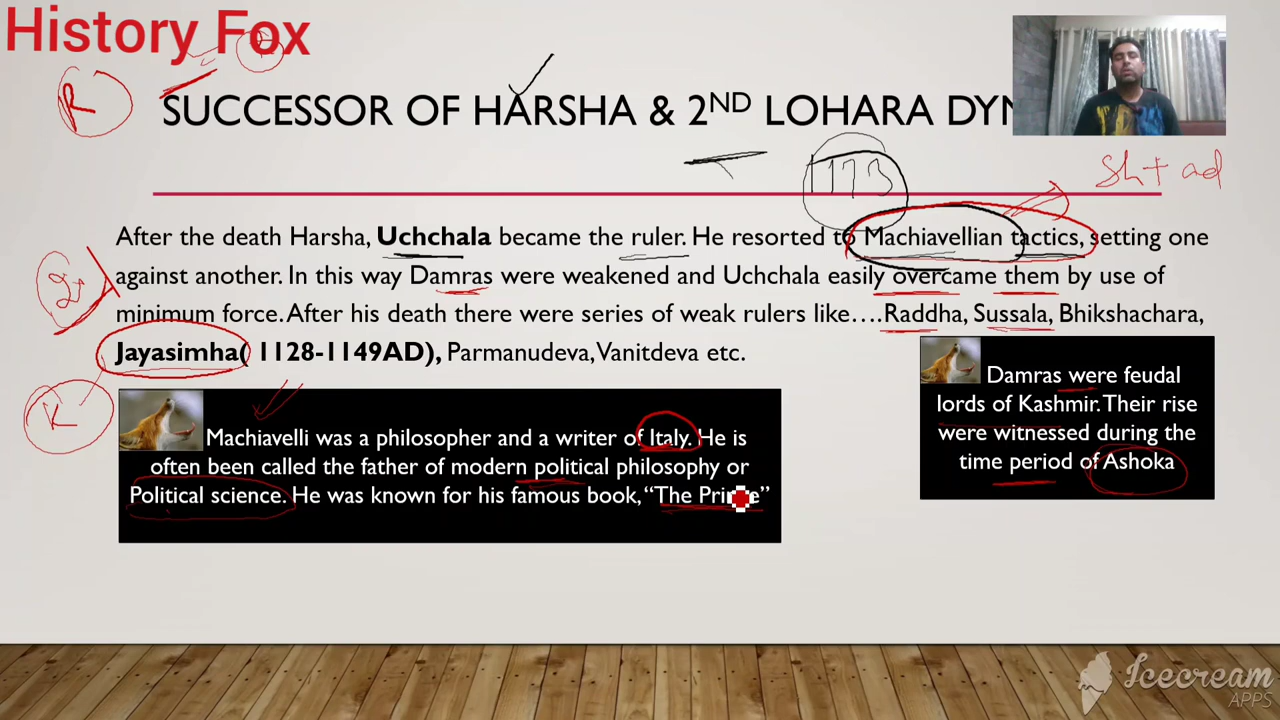 History Fox
R
SUCCESSOR OF HARSHA & 2ND LOHARA DYN
1173
Sh+ ad
After the death Harsha, Uchchala became the ruler. He resorted to Machiavellian tactics, setting one
against another. In this way Damras were weakened and Uchchala easily overcame them by use of
minimum force. After his death there were series of weak rulers like….Raddha, Sussala, Bhikshachara,
Jayasimha( 1128-1149AD), Parmanudeva, Vanitdeva etc.
K
Machiavelli was a philosopher and a writer of Italy. He is
often been called the father of modern political philosophy or
Political science. He was known for his famous book, “The Prince”
Damras were feudal
lords of Kashmir. Their rise
were witnessed during the
time period of Ashoka
Icecream
APPS